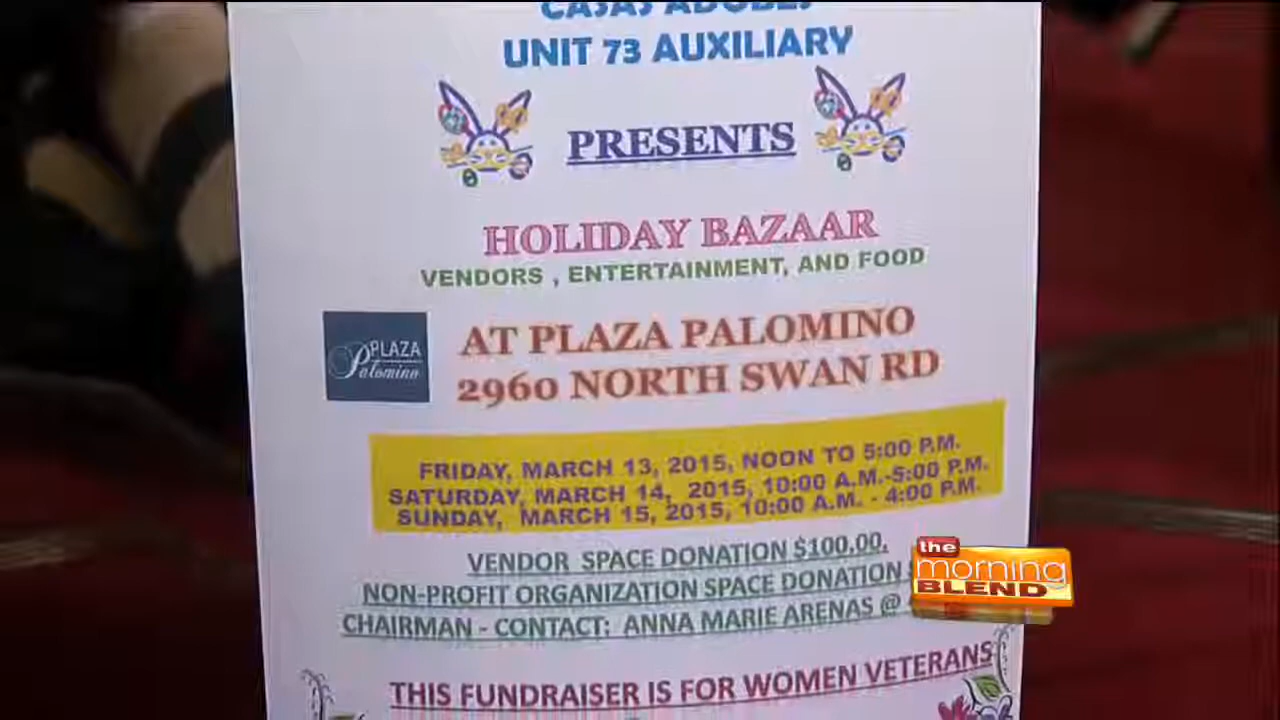 CASAS ADOBES
UNIT 73 AUXILIARY
PRESENTS
HOLIDAY BAZAAR
VENDORS , ENTERTAINMENT, AND FOOD
PLAZA
Palomino
AT PLAZA PALOMINO
2960 NORTH SWAN RD
FRIDAY, MARCH 13, 2015, NOON TO 5:00 P.M.
SATURDAY, MARCH 14, 2015, 10:00 A.M.-5:00 P.M.
SUNDAY, MARCH 15, 2015, 10:00 A.M. - 4:00 P.M.
VENDOR SPACE DONATION $100.00.
NON-PROFIT ORGANIZATION SPACE DONATION
CHAIRMAN - CONTACT: ANNA MARIE ARENAS @
the
morning
BLEND
THIS FUNDRAISER IS FOR WOMEN VETERANS